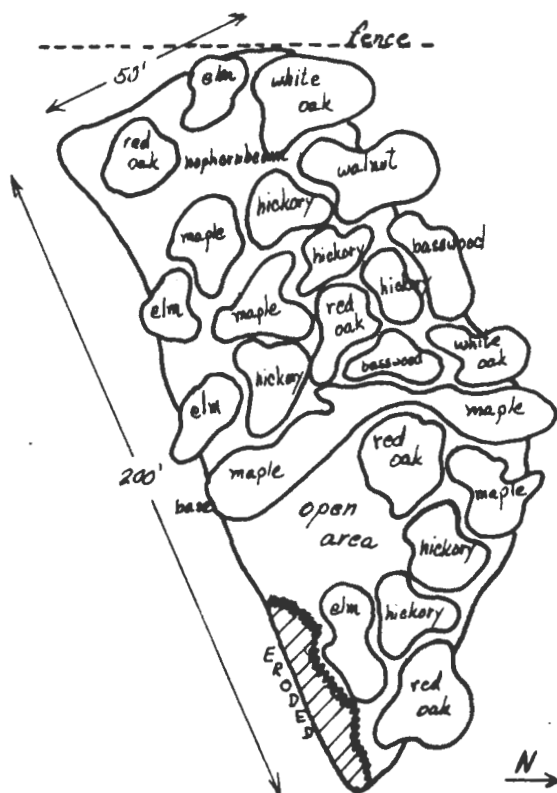 fence
50'
elm
white
oak
red
oak
hophornbeam
walnut
hickory
maple
hickory
basswood
hickory
elm
maple
red
oak
white
oak
basswood
hickory
elm
maple
red
oak
maple
200'
base
open
area
maple
hickory
elm
hickory
ERODED
red
oak
N